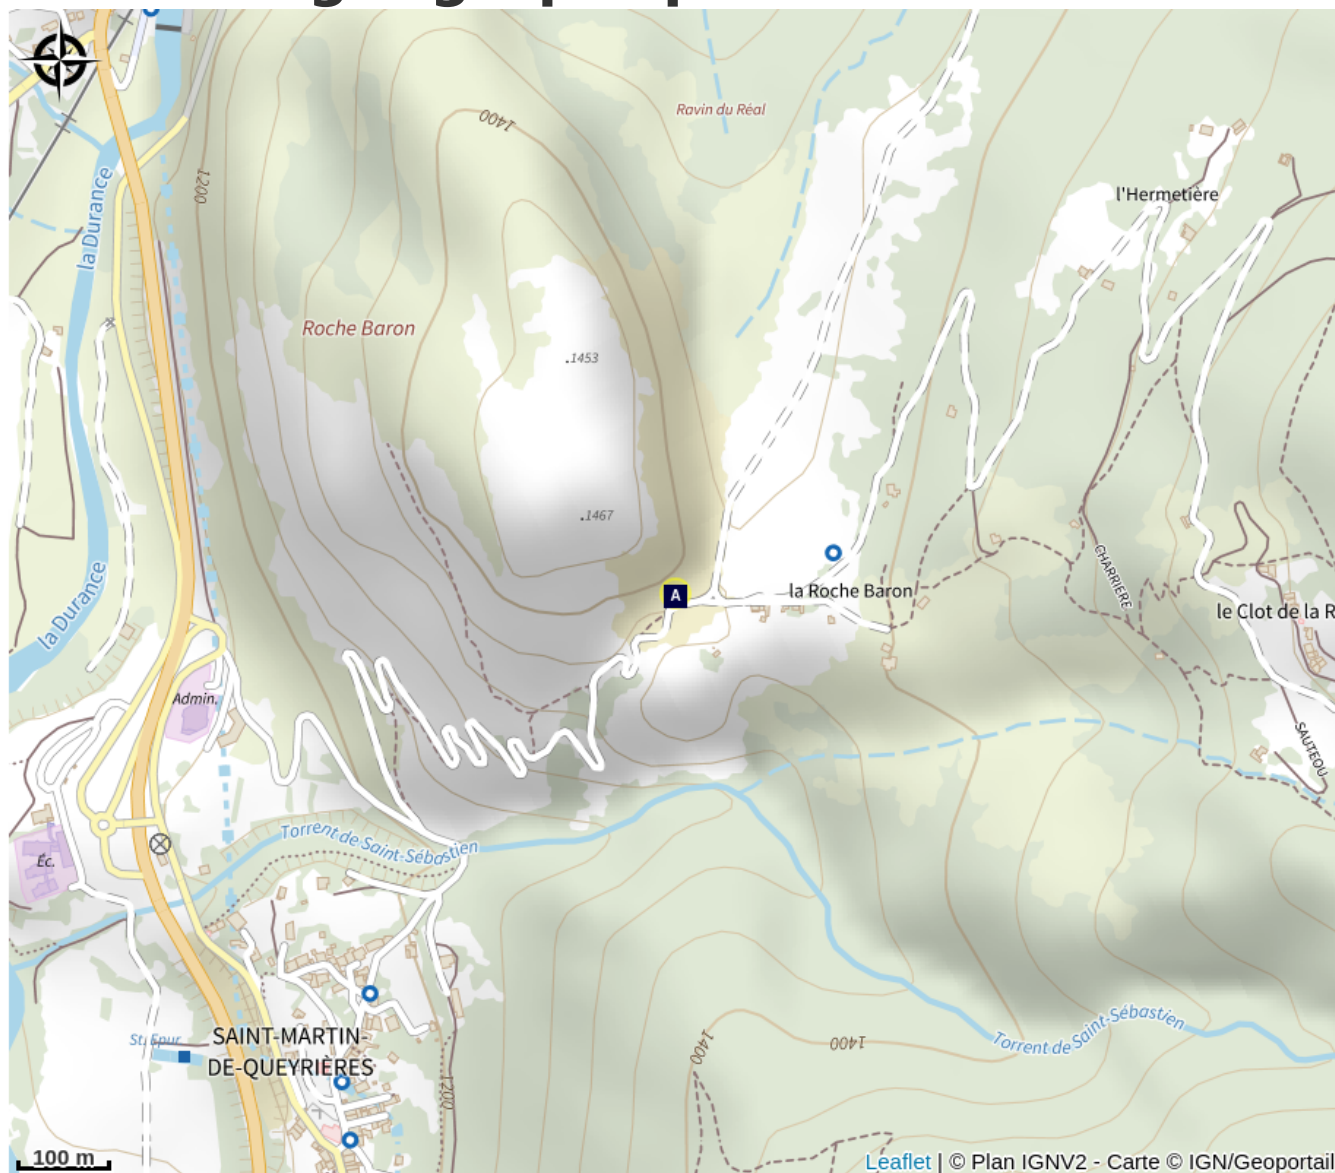 Ravin du Réal
1400
1200
l'Hermetière
la Durance
Roche Baron
.1453
.1467
CHARRIÈRE
la Roche Baron
A
le Clot de la R
la Durance
Admin.
SAUTEOU
Torrent de Saint-Sébastien
Éc.
St. Epur.
SAINT-MARTIN-
DE-QUEYRIÈRES
1200
1400
1400
Torrent de Saint-Sébastien
100 m
Leaflet | © Plan IGNV2 - Carte © IGN/Geoportail